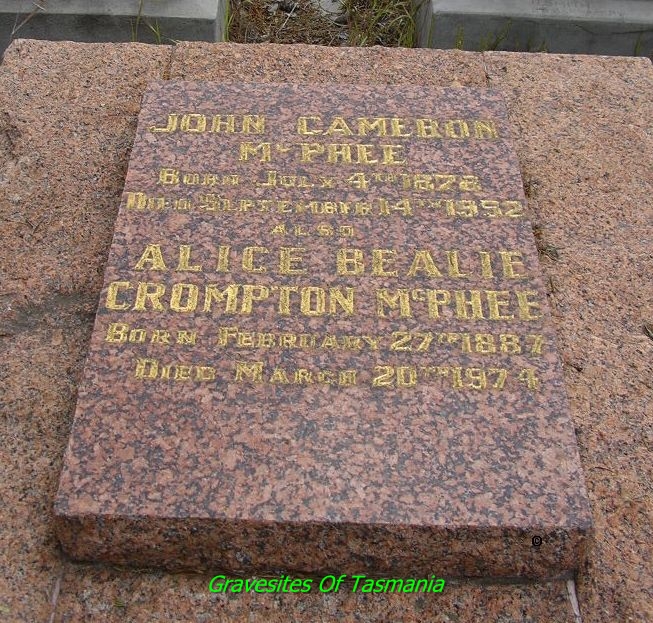 JOHN CAMERON
McPHEE
BORN JULY 4TH 1878
DIED SEPTEMBER 14TH 1952
ALSO
ALICE BEALIE
CROMPTON McPHEE
BORN FEBRUARY 27TH 1887
DIED MARCH 20TH 1974
©
Gravesites Of Tasmania